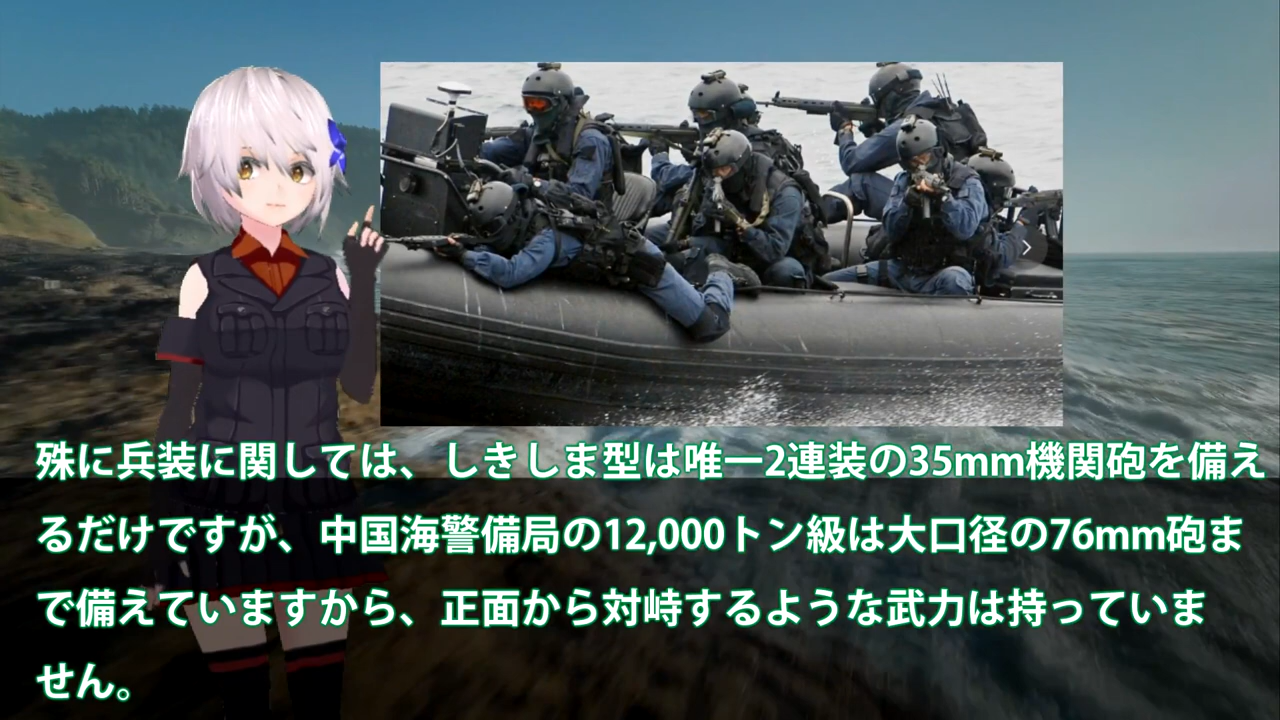 殊に兵装に関しては、しきしま型は唯一2連装の35mm機関砲を備え
るだけですが、中国海警備局の12,000トン級は大口径の76mm砲ま
で備えていますから、正面から対峙するような武力は持っていま
せん。